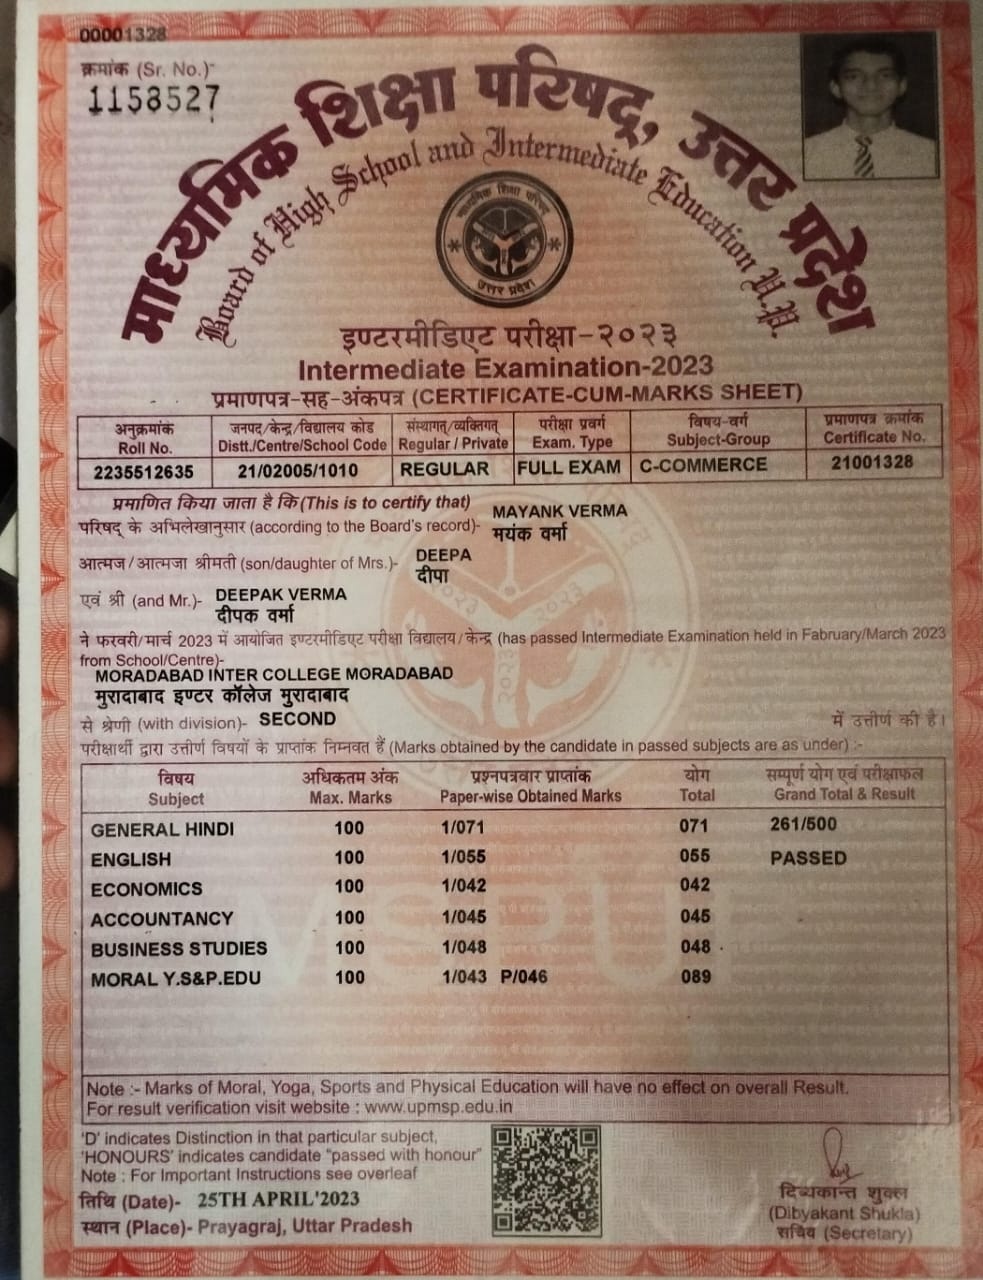 00001328
क्रमांक (Sr. No.)-
1158527
माध्यमिक शिक्षा परिषद्, उत्तर प्रदेश
Board of High School and Intermediate Education U.P.
माध्यमिक शिक्षा परिषद्
उत्तर प्रदेश
इण्टरमीडिएट परीक्षा-२०२३
Intermediate Examination-2023
प्रमाणपत्र-सह-अंकपत्र (CERTIFICATE-CUM-MARKS SHEET)
अनुक्रमांक जनपद/केन्द्र/विद्यालय कोड संस्थागत्/व्यक्तिगत् परीक्षा प्रवर्ग विषय-वर्ग प्रमाणपत्र क्रमांक
Roll No. Distt./Centre/School Code Regular / Private Exam. Type Subject-Group Certificate No.
2235512635 21/02005/1010 REGULAR FULL EXAM C-COMMERCE 21001328
प्रमाणित किया जाता है कि (This is to certify that) MAYANK VERMA
परिषद् के अभिलेखानुसार (according to the Board's record)- मयंक वर्मा
आत्मज/आत्मजा श्रीमती (son/daughter of Mrs.)- DEEPA
दीपा
एवं श्री (and Mr.)- DEEPAK VERMA
दीपक वर्मा
ने फरवरी/मार्च 2023 में आयोजित इण्टरमीडिएट परीक्षा विद्यालय/केन्द्र (has passed Intermediate Examination held in Fabruary/March 2023
from School/Centre)-
MORADABAD INTER COLLEGE MORADABAD
मुरादाबाद इण्टर कॉलेज मुरादाबाद
से श्रेणी (with division)- SECOND में उत्तीर्ण की है।
परीक्षार्थी द्वारा उत्तीर्ण विषयों के प्राप्तांक निम्नवत हैं (Marks obtained by the candidate in passed subjects are as under) :-
विषय अधिकतम अंक प्रश्नपत्रवार प्राप्तांक योग सम्पूर्ण योग एवं परीक्षाफल
Subject Max. Marks Paper-wise Obtained Marks Total Grand Total & Result
GENERAL HINDI 100 1/071 071 261/500
ENGLISH 100 1/055 055 PASSED
ECONOMICS 100 1/042 042
ACCOUNTANCY 100 1/045 045
BUSINESS STUDIES 100 1/048 048
MORAL Y.S&P.EDU 100 1/043 P/046 089
Note :- Marks of Moral, Yoga, Sports and Physical Education will have no effect on overall Result.
For result verification visit website : www.upmsp.edu.in
'D' indicates Distinction in that particular subject,
'HONOURS' indicates candidate "passed with honour"
Note : For Important Instructions see overleaf
तिथि (Date)- 25TH APRIL'2023
स्थान (Place)- Prayagraj, Uttar Pradesh
दिव्यकान्त शुक्ल
(Dibyakant Shukla)
सचिव (Secretary)